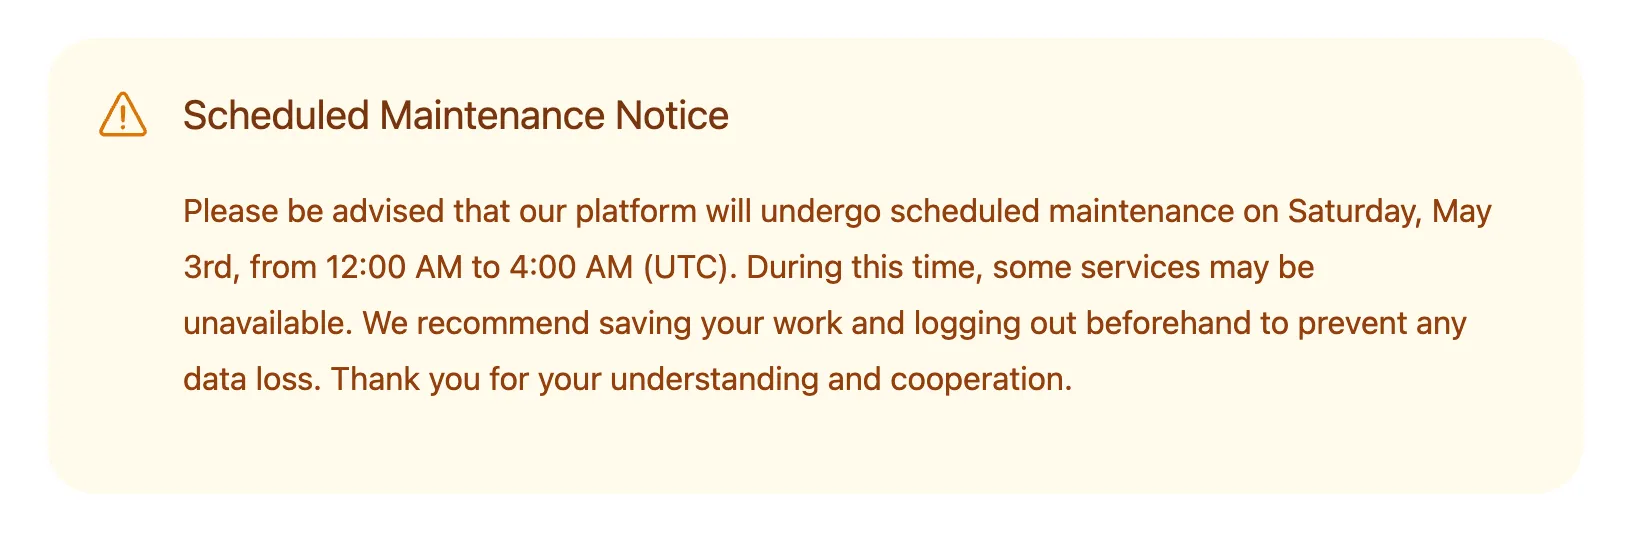 Scheduled Maintenance Notice
Please be advised that our platform will undergo scheduled maintenance on Saturday, May
3rd, from 12:00 AM to 4:00 AM (UTC). During this time, some services may be
unavailable. We recommend saving your work and logging out beforehand to prevent any
data loss. Thank you for your understanding and cooperation.